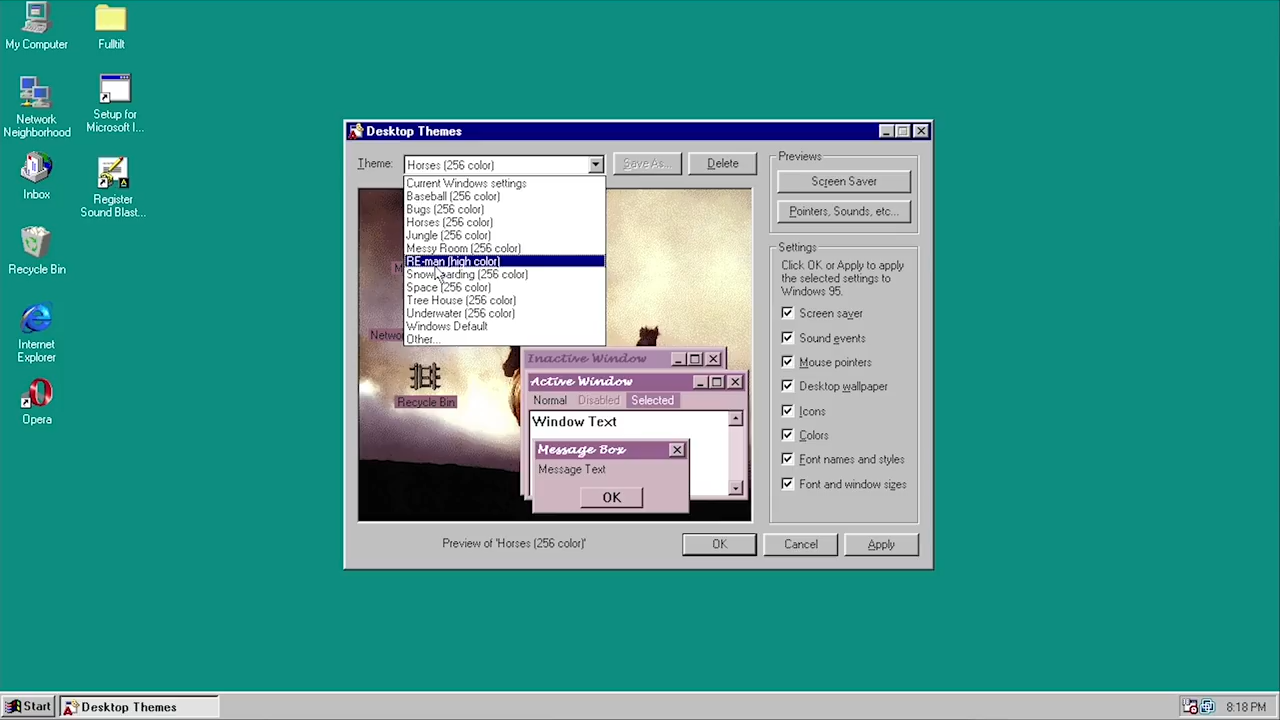 My Computer
Fulltilt
Network
Neighborhood
Setup for
Microsoft I...
Inbox
Register
Sound Blast...
Recycle Bin
Internet
Explorer
Opera
Desktop Themes
Theme:
Horses (256 color)
Save As...
Delete
Current Windows settings
Baseball (256 color)
Bugs (256 color)
Horses (256 color)
Jungle (256 color)
Messy Room (256 color)
RE-man (high color)
Space (256 color)
Tree House (256 color)
Underwater (256 color)
Windows Default
Other...
Recycle Bin
Inactive Window
Active Window
Normal Disabled Selected
Window Text
Message Box
Message Text
OK
Preview of 'Horses (256 color)'
Previews
Screen Saver
Pointers, Sounds, etc...
Settings
Click OK or Apply to apply
the selected settings to
Windows 95.
Screen saver
Sound events
Mouse pointers
Desktop wallpaper
Icons
Colors
Font names and styles
Font and window sizes
OK
Cancel
Apply
Start
Desktop Themes
8:18 PM